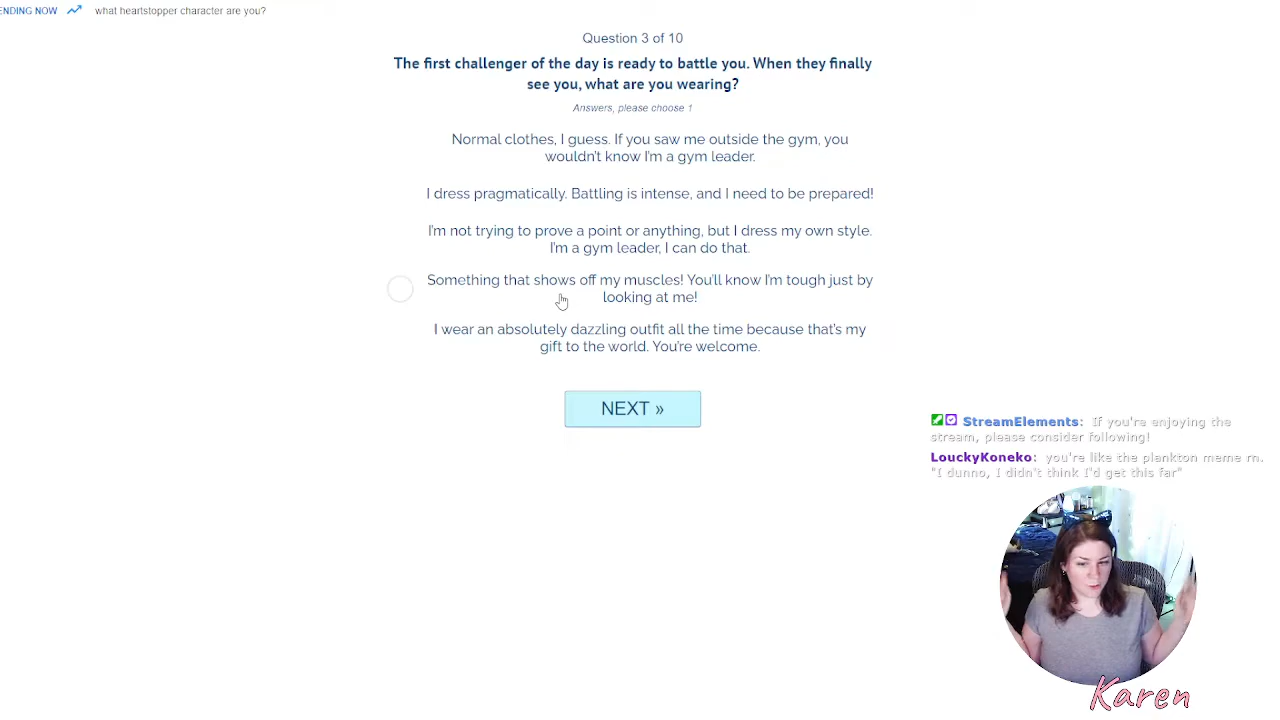 ENDING NOW what heartstopper character are you?
Question 3 of 10
The first challenger of the day is ready to battle you. When they finally
see you, what are you wearing?
Answers, please choose 1
Normal clothes, I guess. If you saw me outside the gym, you
wouldn't know I'm a gym leader.
I dress pragmatically. Battling is intense, and I need to be prepared!
I'm not trying to prove a point or anything, but I dress my own style.
I'm a gym leader, I can do that.
Something that shows off my muscles! You'll know I'm tough just by
looking at me!
I wear an absolutely dazzling outfit all the time because that's my
gift to the world. You're welcome.
NEXT »
StreamElements: If you're enjoying the
stream, please consider following!
LouckyKoneko: you're like the plankton meme rn.
"I dunno, I didn't think I'd get this far"
Karen